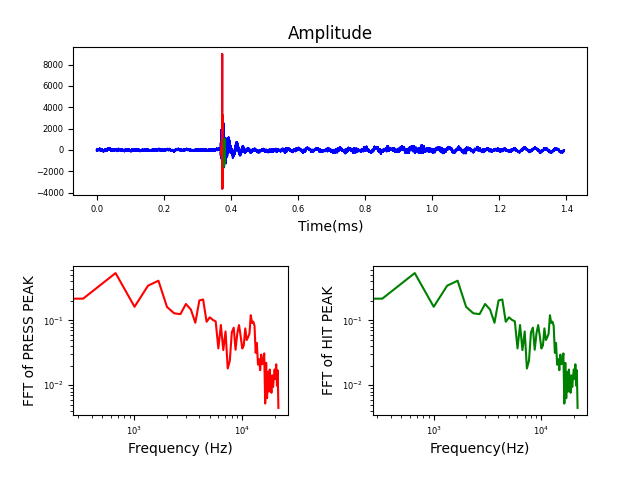 Amplitude
8000
6000
4000
2000
0
−2000
−4000
0.0 0.2 0.4 0.6 0.8 1.0 1.2 1.4
Time(ms)
FFT of PRESS PEAK
10⁻¹
10⁻²
10³ 10⁴
Frequency (Hz)
FFT of HIT PEAK
10⁻¹
10⁻²
10³ 10⁴
Frequency(Hz)